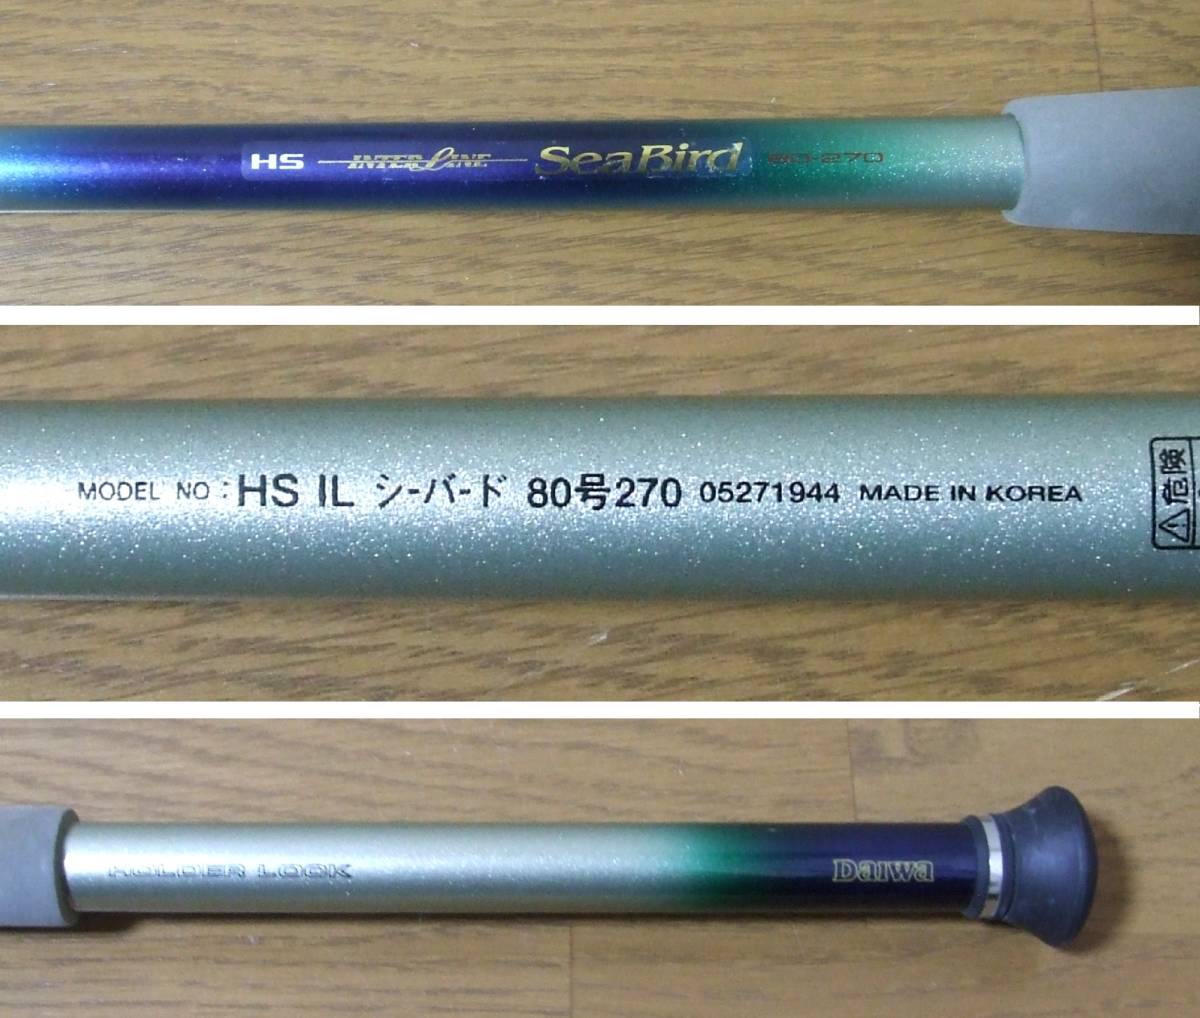 HS INTERLINE SeaBird 80-270
MODEL NO : HS IL シーバード 80号270 05271944 MADE IN KOREA
危険
HOLDER LOCK
Daiwa